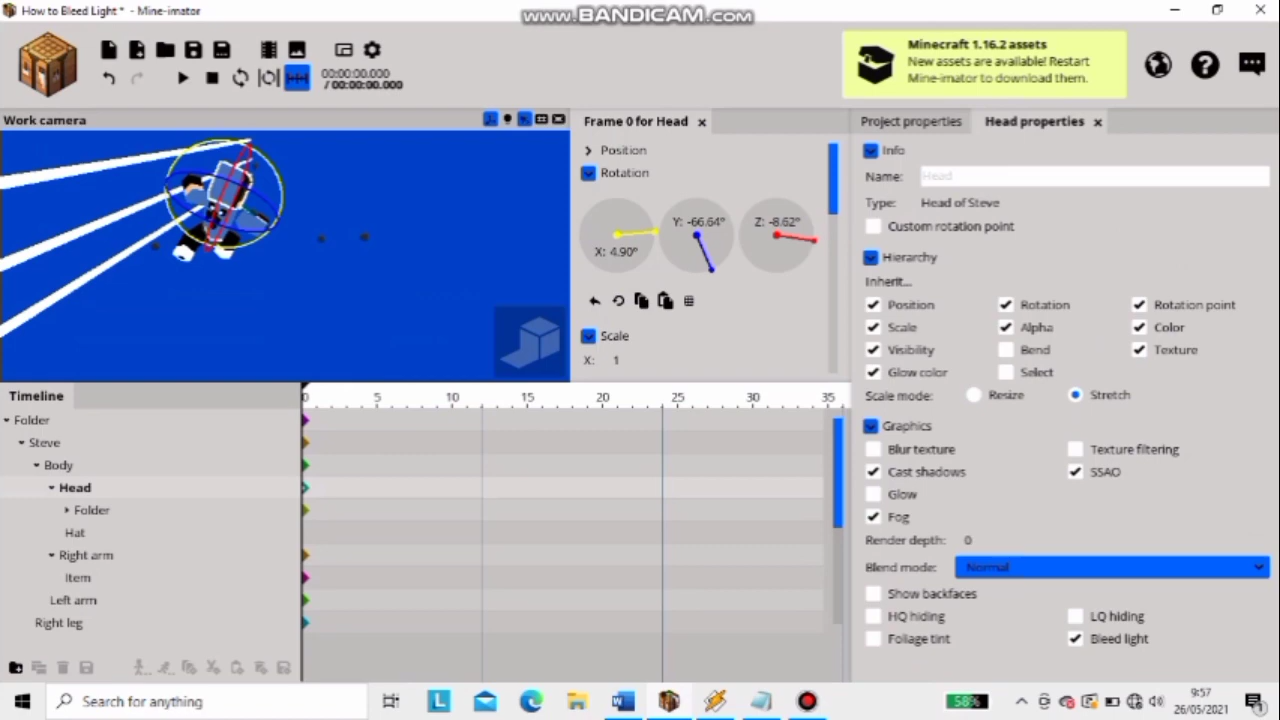 How to Bleed Light * - Mine-imator
www.BANDICAM.com
00:00:00.000
/ 00:00:00.000
Minecraft 1.16.2 assets
New assets are available! Restart
Mine-imator to download them.
Work camera
Frame 0 for Head
Position
Rotation
X: 4.90°
Y: -66.64°
Z: -8.62°
Scale
X: 1
Project properties
Head properties
Info
Name: Head
Type: Head of Steve
Custom rotation point
Hierarchy
Inherit...
Position Rotation Rotation point
Scale Alpha Color
Visibility Bend Texture
Glow color Select
Scale mode: Resize Stretch
Graphics
Blur texture Texture filtering
Cast shadows SSAO
Glow
Fog
Render depth: 0
Blend mode: Normal
Show backfaces
HQ hiding LQ hiding
Foliage tint Bleed light
Timeline
0 5 10 15 20 25 30 35
Folder
Steve
Body
Head
Folder
Hat
Right arm
Item
Left arm
Right leg
Search for anything
58%
9:57
26/05/2021